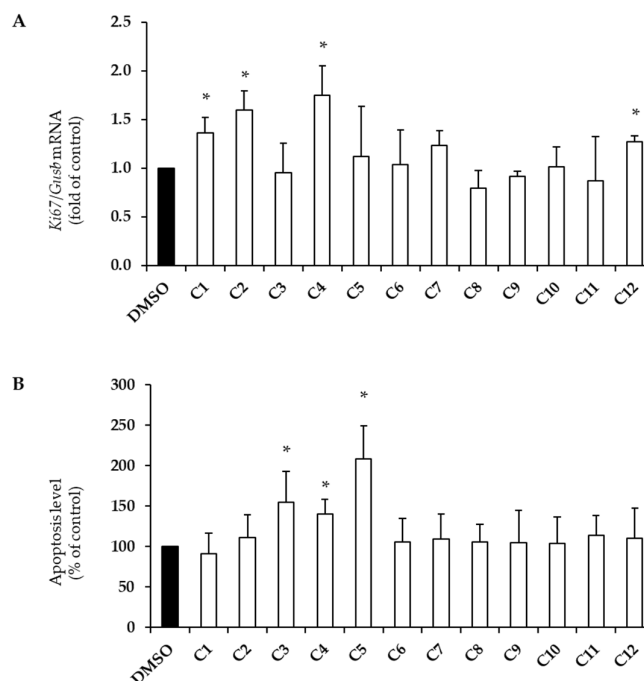 A
Ki67/Gusb mRNA
(fold of control)
2.5
2.0
1.5
1.0
0.5
0.0
* * * *
DMSO C1 C2 C3 C4 C5 C6 C7 C8 C9 C10 C11 C12
B
Apoptosis level
(% of control)
300
250
200
150
100
50
0
* * *
DMSO C1 C2 C3 C4 C5 C6 C7 C8 C9 C10 C11 C12